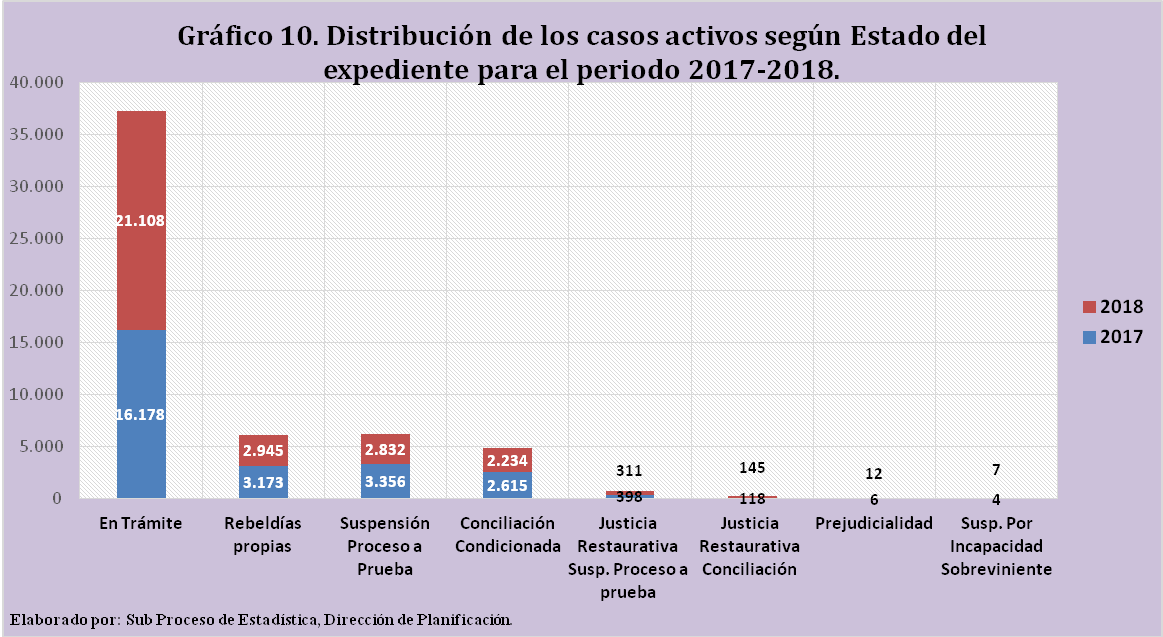 Gráfico 10. Distribución de los casos activos según Estado del
expediente para el periodo 2017-2018.
40.000
35.000
30.000
25.000
20.000
15.000
10.000
5.000
0
21.108
16.178
2.945
3.173
2.832
3.356
2.234
2.615
311
398
145
118
12
6
7
4
En Trámite
Rebeldías
propias
Suspensión
Proceso a
Prueba
Conciliación
Condicionada
Justicia
Restaurativa
Susp. Proceso a
prueba
Justicia
Restaurativa
Conciliación
Prejudicialidad
Susp. Por
Incapacidad
Sobreviniente
2018
2017
Elaborado por: Sub Proceso de Estadística, Dirección de Planificación.